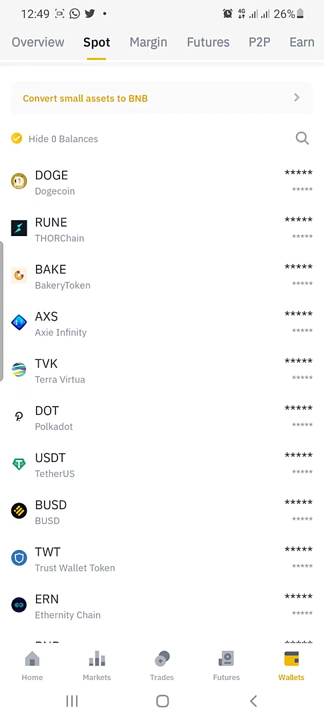 12:49
4G
26%
Overview Spot Margin Futures P2P Earn
Convert small assets to BNB
Hide 0 Balances
DOGE *****
Dogecoin *****
RUNE *****
THORChain *****
BAKE *****
BakeryToken *****
AXS *****
Axie Infinity *****
TVK *****
Terra Virtua *****
DOT *****
Polkadot *****
USDT *****
TetherUS *****
BUSD *****
BUSD *****
TWT *****
Trust Wallet Token *****
ERN *****
Ethernity Chain *****
Home Markets Trades Futures Wallets